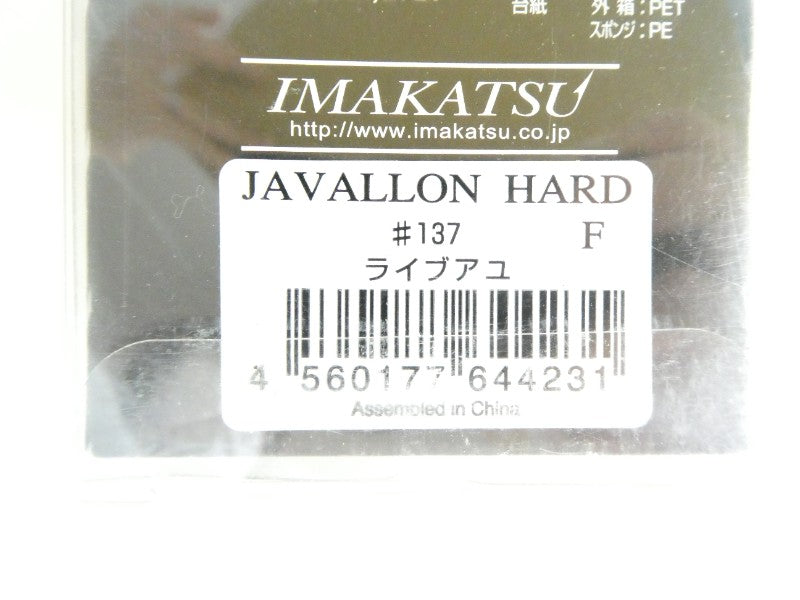 台紙 外箱:PET
スポンジ:PE
IMAKATSU
http://www.imakatsu.co.jp
JAVALLON HARD
#137 F
ライブアユ
4 560177 644231
Assembled in China